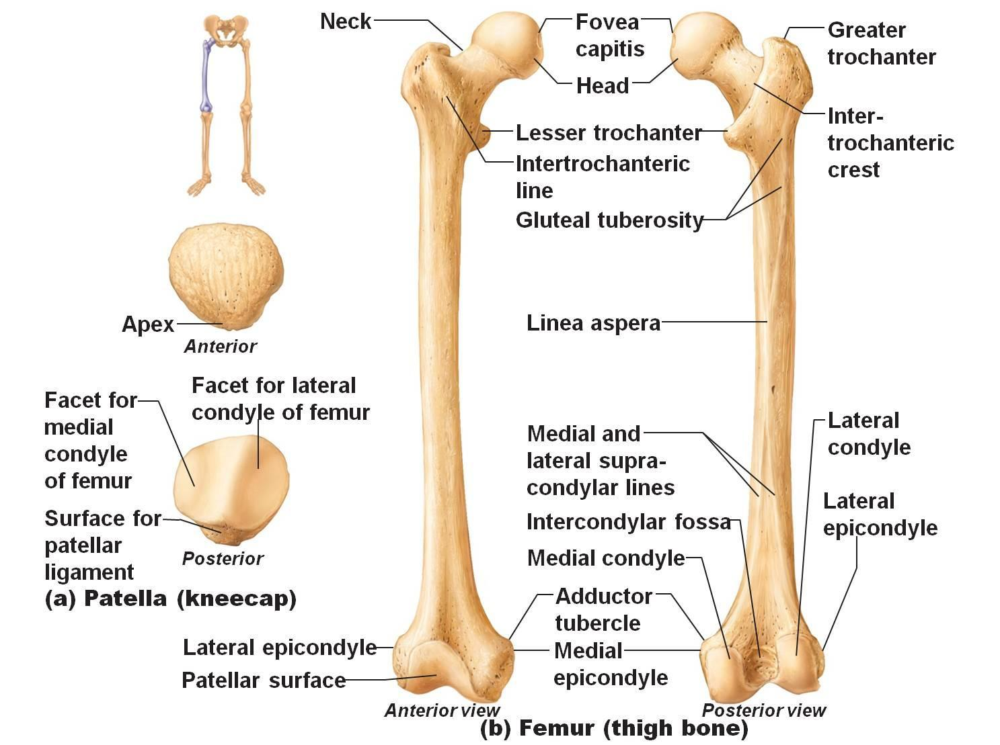 Neck
Fovea
capitis
Head
Greater
trochanter
Inter-
trochanteric
crest
Lesser trochanter
Intertrochanteric
line
Gluteal tuberosity
Apex
Anterior
Linea aspera
Facet for lateral
condyle of femur
Facet for
medial
condyle
of femur
Surface for
patellar
ligament
Posterior
(a) Patella (kneecap)
Medial and
lateral supra-
condylar lines
Intercondylar fossa
Medial condyle
Lateral
condyle
Lateral
epicondyle
Adductor
tubercle
Medial
epicondyle
Lateral epicondyle
Patellar surface
Anterior view
Posterior view
(b) Femur (thigh bone)